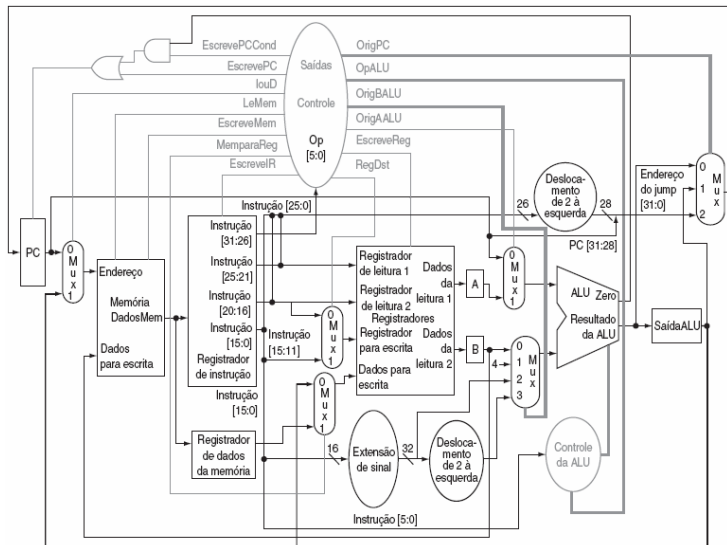 EscrevePCCond
EscrevePC
IouD
LeMem
EscreveMem
MemparaReg
EscreveIR
Saídas
Controle
Op
[5:0]
OrigPC
OpALU
OrigBALU
OrigAALU
EscreveReg
RegDst
Instrução [25:0]
26
Deslocamento
de 2 à
esquerda
28
Endereço
do jump
[31:0]
PC [31:28]
0
1
2
M
u
x
PC
0
M
u
x
1
Endereço
Memória
DadosMem
Dados
para escrita
Instrução
[31:26]
Instrução
[25:21]
Instrução
[20:16]
Instrução
[15:0]
Registrador
de instrução
Instrução
[15:0]
Registrador
de dados
da memória
Instrução
[15:11]
0
M
u
x
1
0
M
u
x
1
Registrador
de leitura 1
Registrador
de leitura 2
Registradores
Registrador
para escrita
Dados para
escrita
Dados
da
leitura 1
Dados
da
leitura 2
A
B
4
0
M
u
x
1
0
1
2
3
M
u
x
ALU
Zero
Resultado
da ALU
SaídaALU
16
Extensão
de sinal
32
Deslocamento
de 2 à
esquerda
Controle
da ALU
Instrução [5:0]